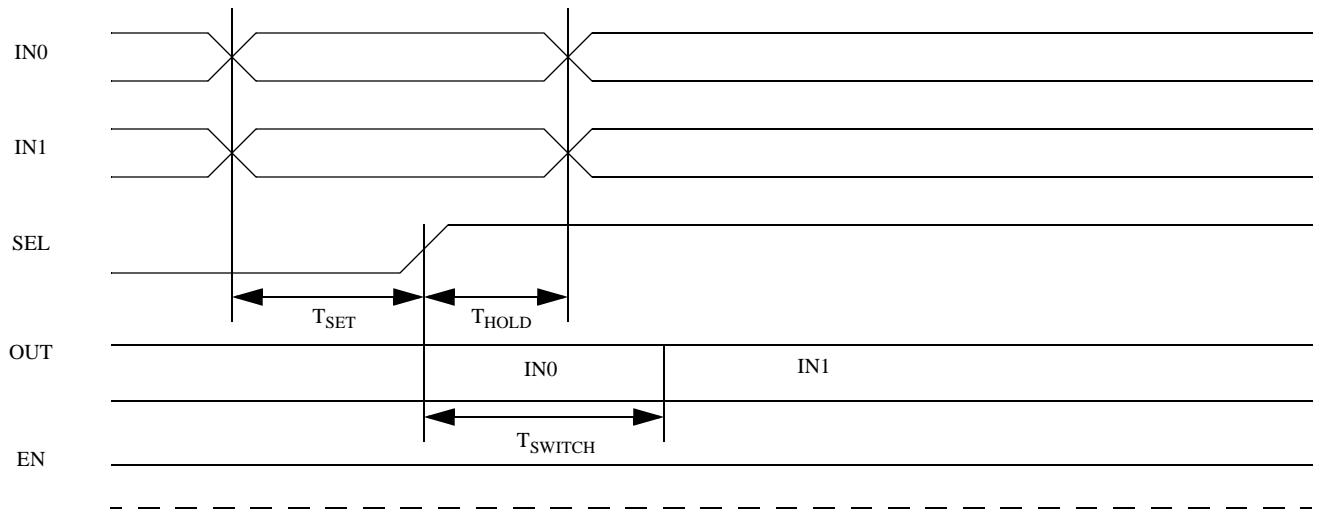 IN0
IN1
SEL
TSET THOLD
OUT
IN0 IN1
TSWITCH
EN